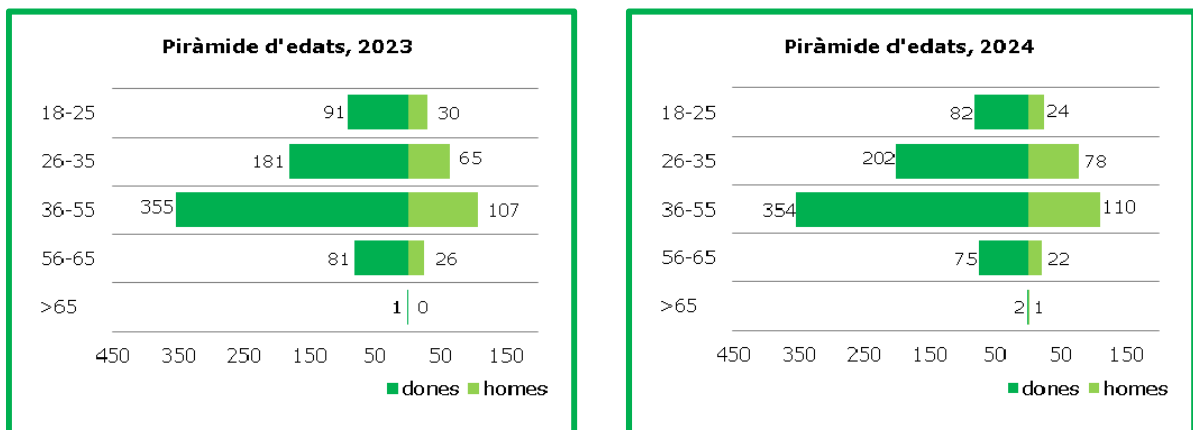 Piràmide d'edats, 2023
18-25 91 30
26-35 181 65
36-55 355 107
56-65 81 26
>65 1 0
450 350 250 150 50 50 150
dones homes
Piràmide d'edats, 2024
18-25 82 24
26-35 202 78
36-55 354 110
56-65 75 22
>65 2 1
450 350 250 150 50 50 150
dones homes